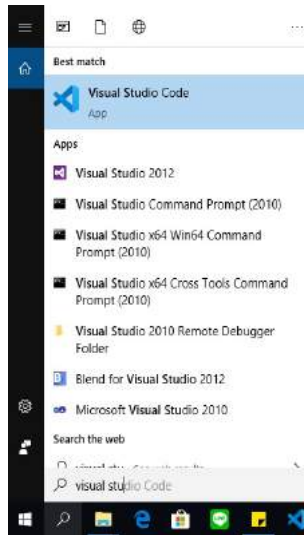 Best match
Visual Studio Code
App
Apps
Visual Studio 2012
Visual Studio Command Prompt (2010)
Visual Studio x64 Win64 Command
Prompt (2010)
Visual Studio x64 Cross Tools Command
Prompt (2010)
Visual Studio 2010 Remote Debugger
Folder
Blend for Visual Studio 2012
Microsoft Visual Studio 2010
Search the web
visual studio Code